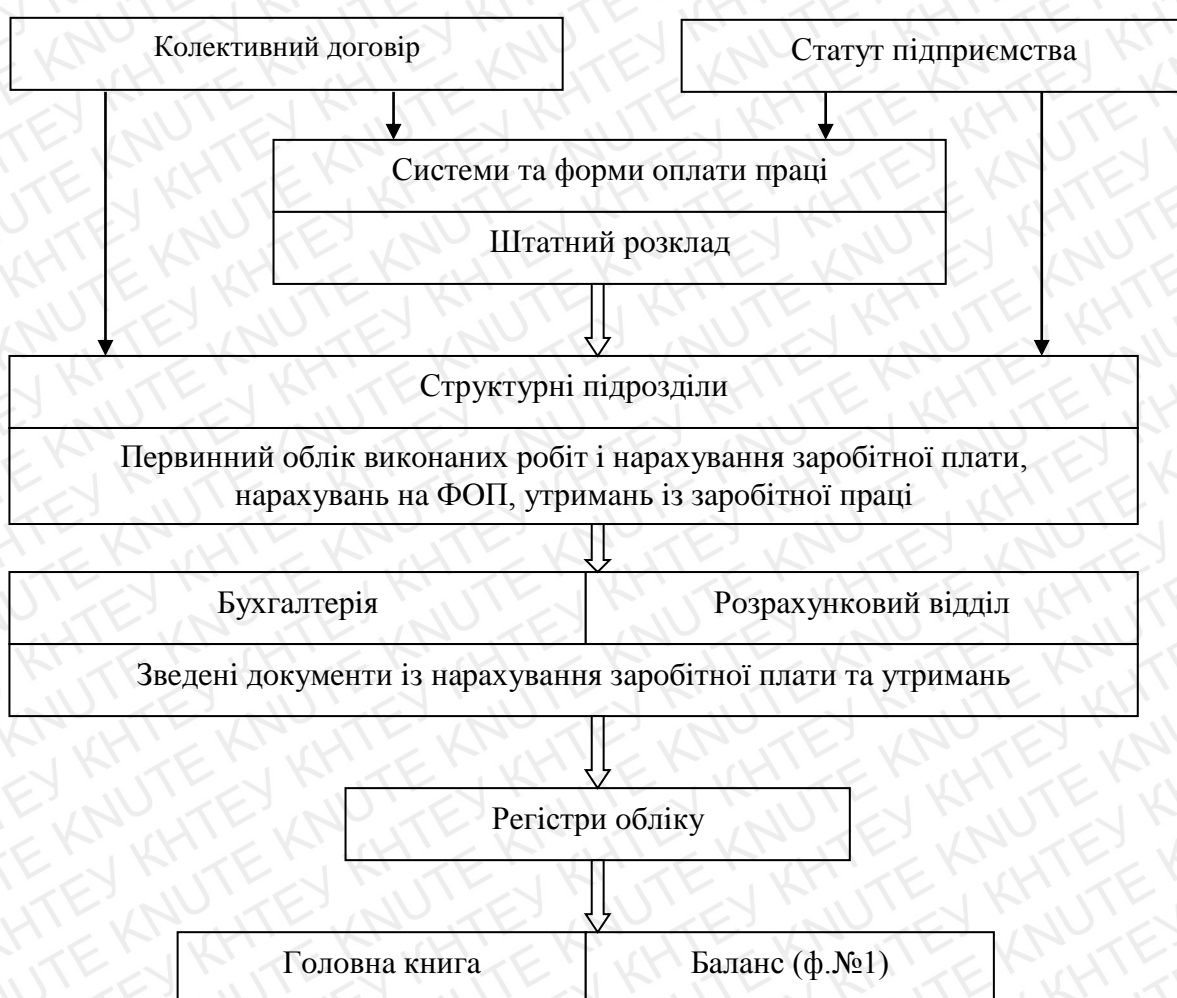 Колективний договір
Статут підприємства
Системи та форми оплати праці
Штатний розклад
Структурні підрозділи
Первинний облік виконаних робіт і нарахування заробітної плати,
нарахувань на ФОП, утримань із заробітної праці
Бухгалтерія
Розрахунковий відділ
Зведені документи із нарахування заробітної плати та утримань
Регістри обліку
Головна книга
Баланс (ф.№1)